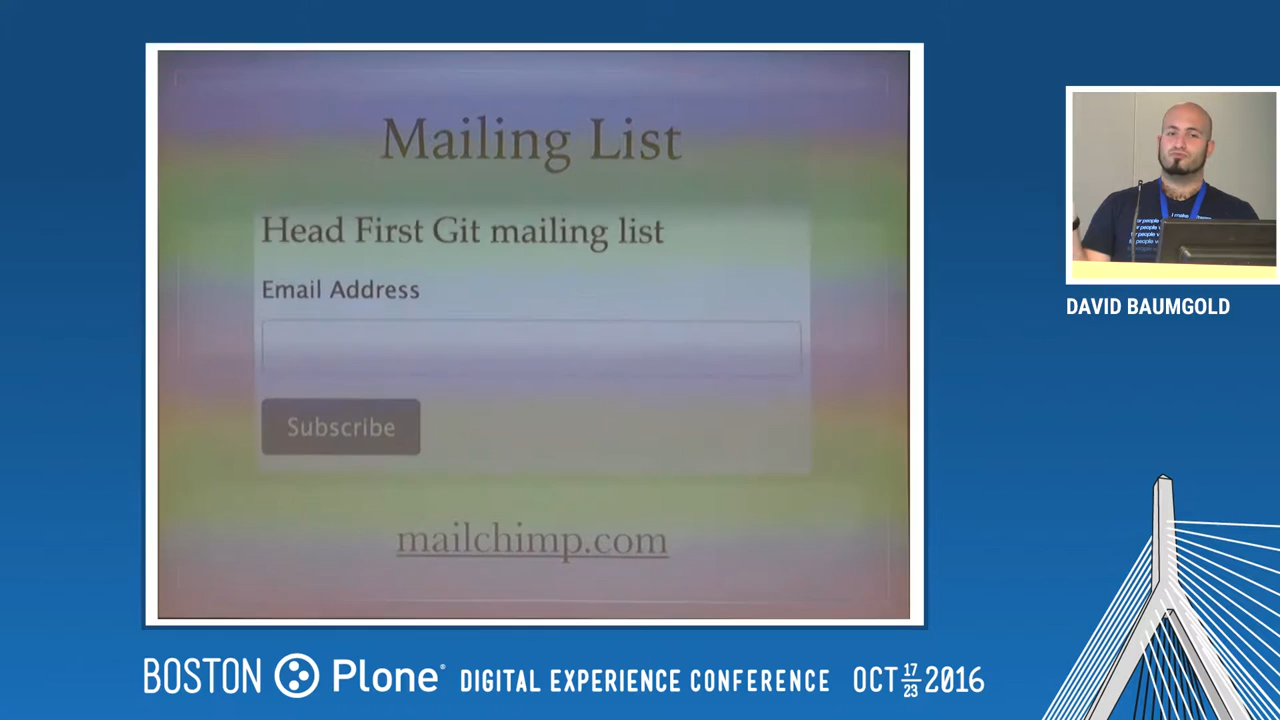 Mailing List
Head First Git mailing list
Email Address
Subscribe
mailchimp.com
DAVID BAUMGOLD
BOSTON Plone® DIGITAL EXPERIENCE CONFERENCE OCT 17 23 2016